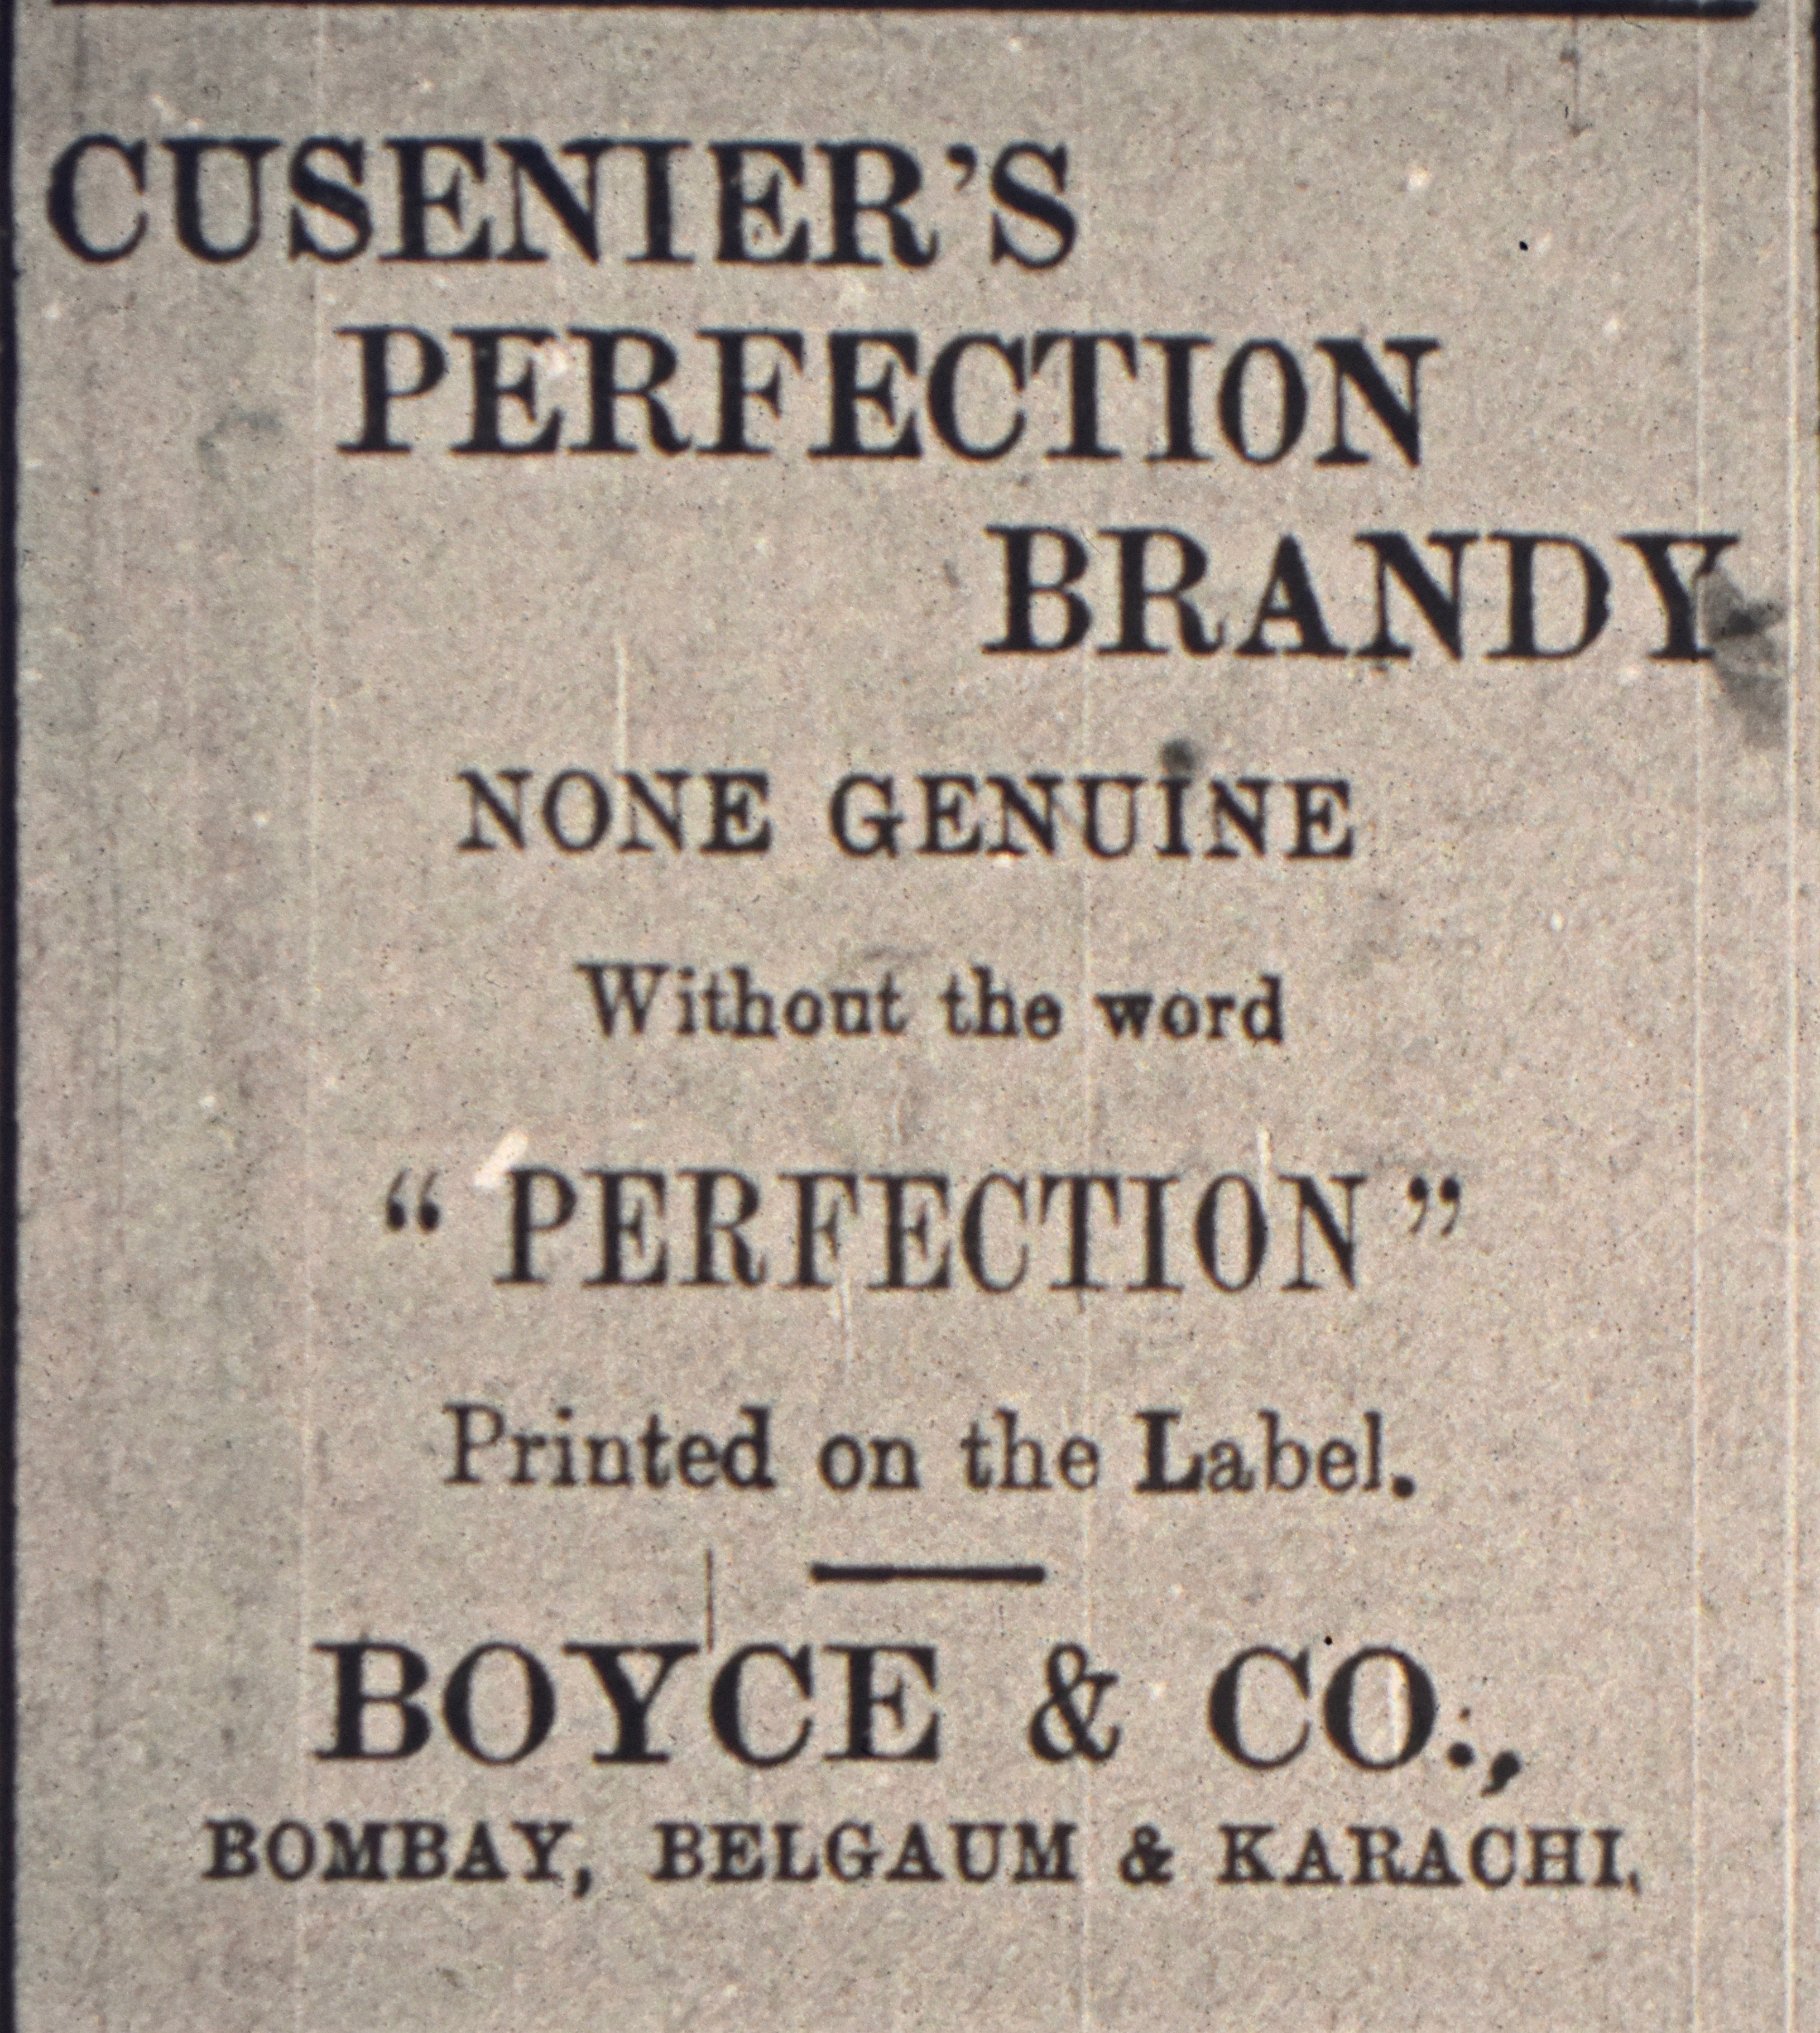 CUSENIER'S
PERFECTION
BRANDY
NONE GENUINE
Without the word
“ PERFECTION ”
Printed on the Label.
BOYCE & CO.,
BOMBAY, BELGAUM & KARACHI,